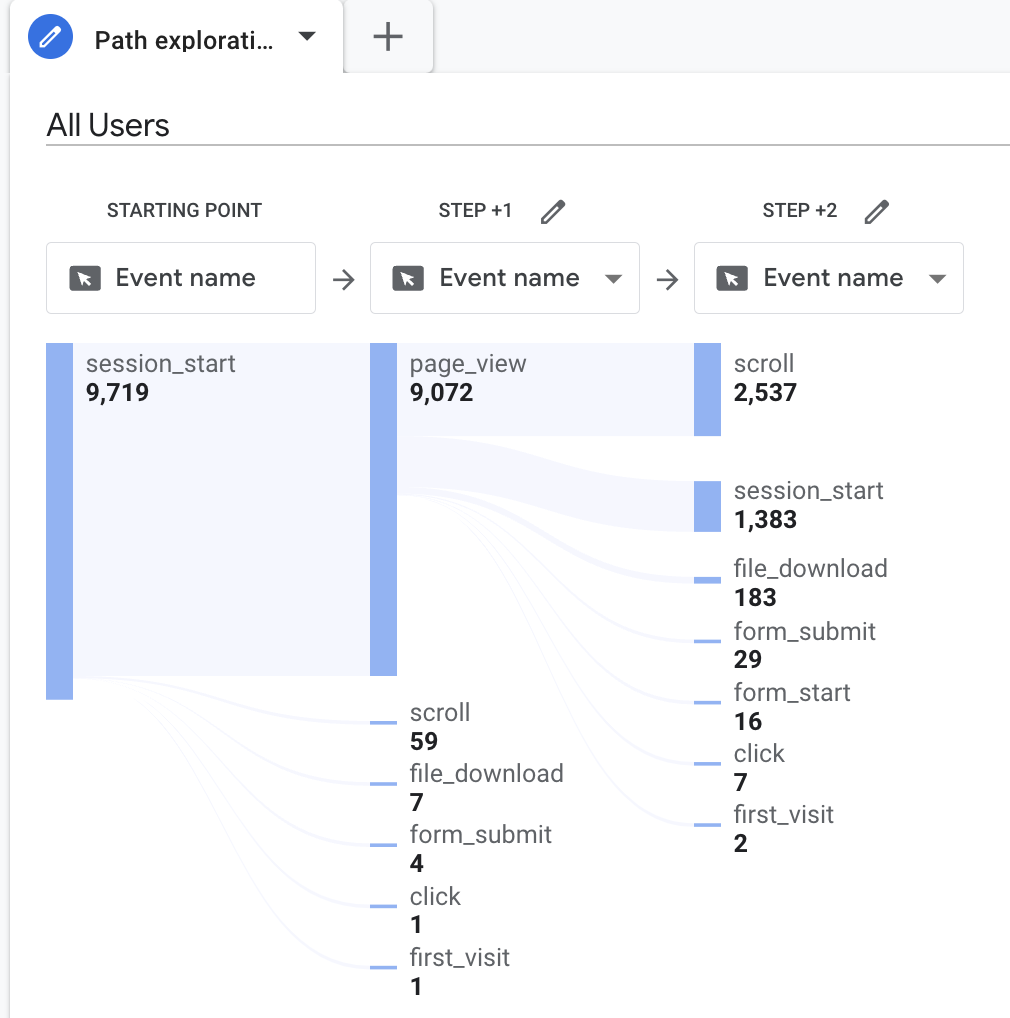 Path explorati...
All Users
STARTING POINT
STEP +1
STEP +2
Event name
Event name
Event name
session_start
9,719
page_view
9,072
scroll
59
file_download
7
form_submit
4
click
1
first_visit
1
scroll
2,537
session_start
1,383
file_download
183
form_submit
29
form_start
16
click
7
first_visit
2